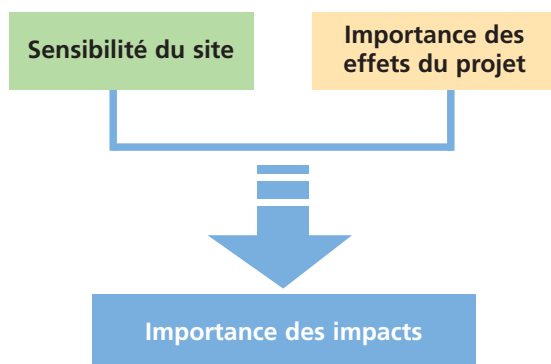 Sensibilité du site
Importance des
effets du projet
Importance des impacts